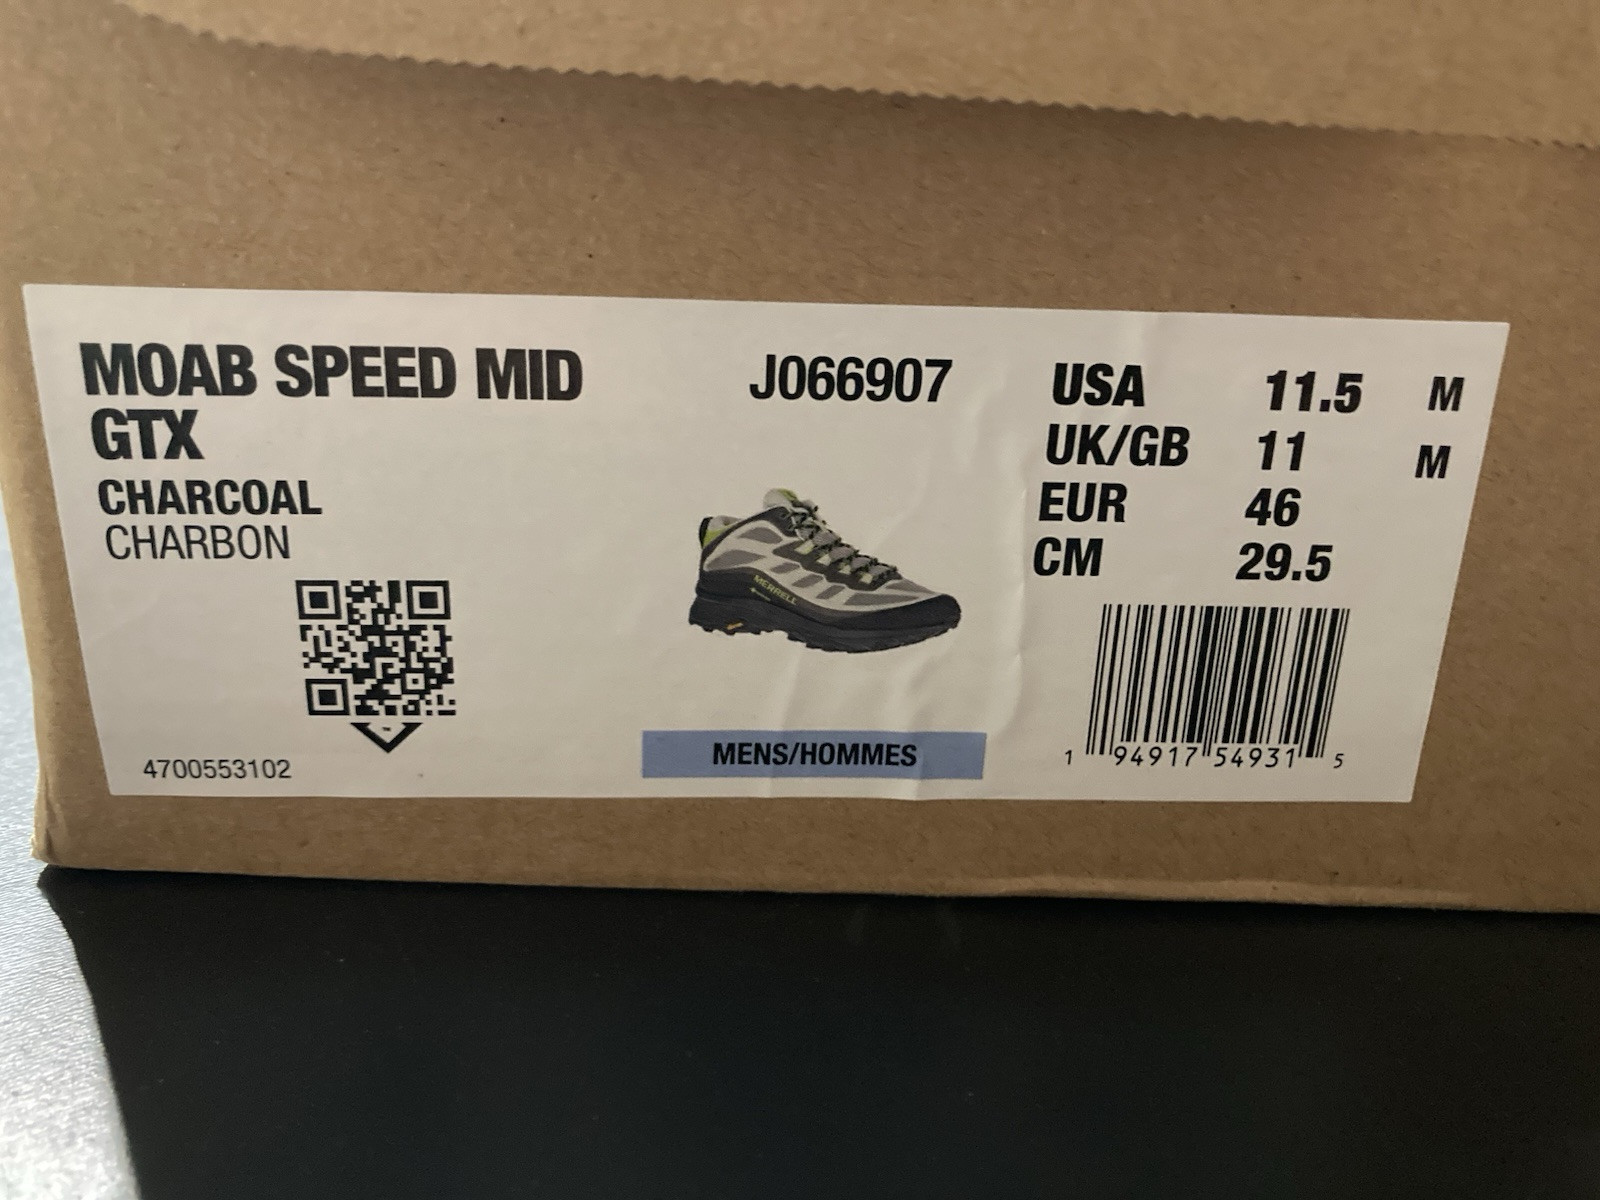 MOAB SPEED MID
GTX
CHARCOAL
CHARBON
4700553102
J066907
MERRELL
MENS/HOMMES
USA 11.5 M
UK/GB 11 M
EUR 46
CM 29.5
1 94917 54931 5